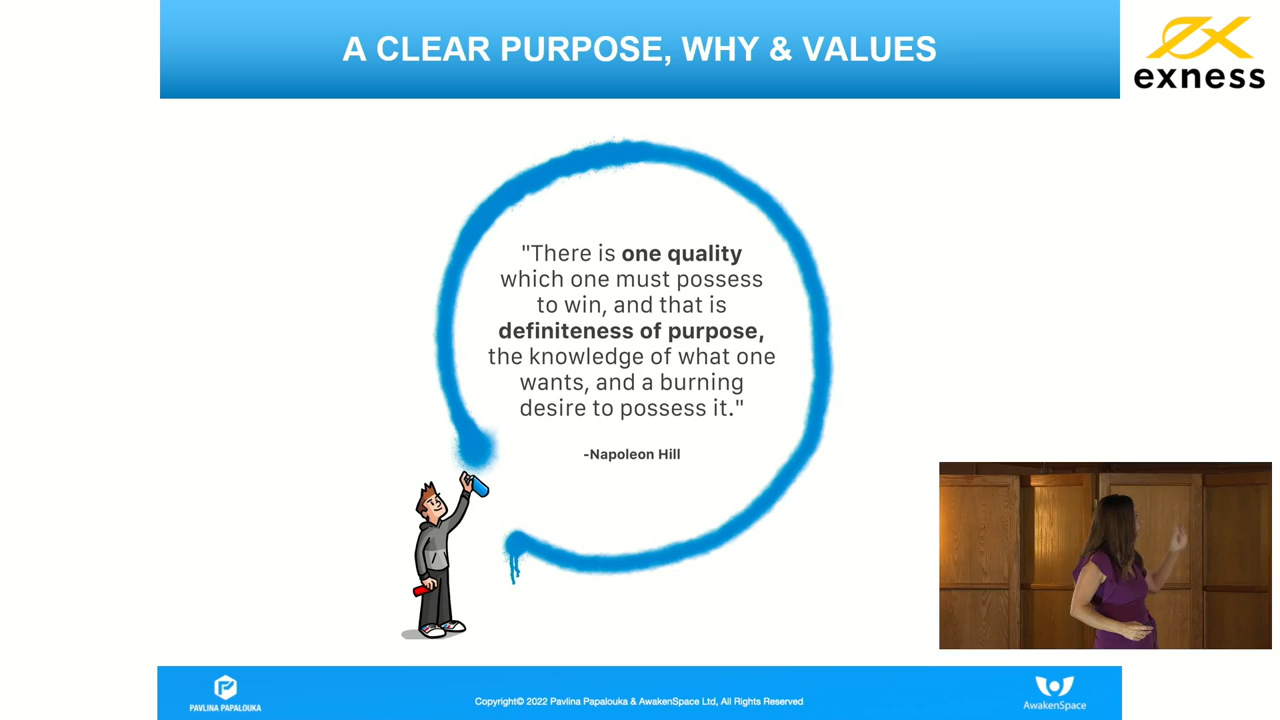 A CLEAR PURPOSE, WHY & VALUES
exness
"There is one quality
which one must possess
to win, and that is
definiteness of purpose,
the knowledge of what one
wants, and a burning
desire to possess it."
-Napoleon Hill
PAVLINA PAPALOUKA
Copyright© 2022 Pavlina Papalouka & AwakenSpace Ltd, All Rights Reserved
AwakenSpace